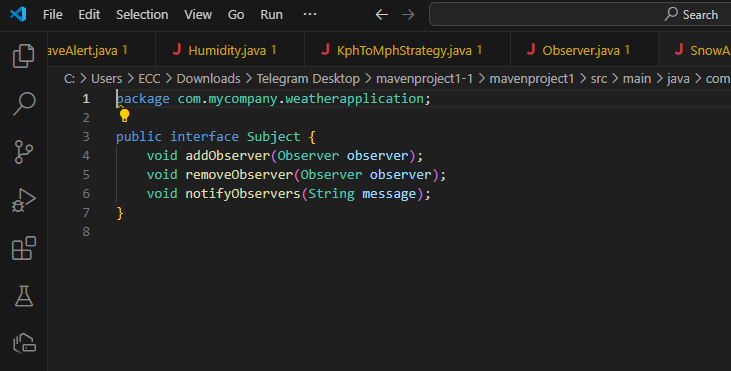 File Edit Selection View Go Run ··· Search
aveAlert.java 1 Humidity.java 1 KphToMphStrategy.java 1 Observer.java 1 SnowA
C: > Users > ECC > Downloads > Telegram Desktop > mavenproject1-1 > mavenproject1 > src > main > java > com
1 package com.mycompany.weatherapplication;
2
3 public interface Subject {
4 void addObserver(Observer observer);
5 void removeObserver(Observer observer);
6 void notifyObservers(String message);
7 }
8